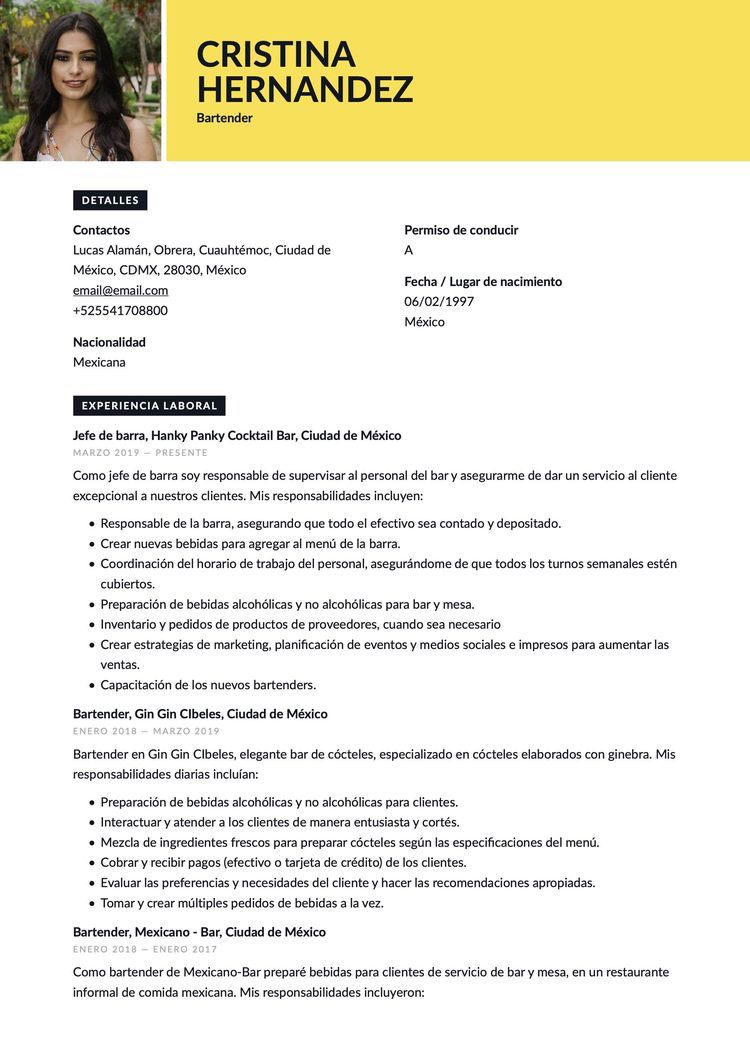 CRISTINA
HERNANDEZ
Bartender
DETALLES
Contactos
Lucas Alamán, Obrera, Cuauhtémoc, Ciudad de
México, CDMX, 28030, México
email@email.com
+525541708800
Nacionalidad
Mexicana
Permiso de conducir
A
Fecha / Lugar de nacimiento
06/02/1997
México
EXPERIENCIA LABORAL
Jefe de barra, Hanky Panky Cocktail Bar, Ciudad de México
MARZO 2019 — PRESENTE
Como jefe de barra soy responsable de supervisar al personal del bar y asegurarme de dar un servicio al cliente
excepcional a nuestros clientes. Mis responsabilidades incluyen:
• Responsable de la barra, asegurando que todo el efectivo sea contado y depositado.
• Crear nuevas bebidas para agregar al menú de la barra.
• Coordinación del horario de trabajo del personal, asegurándome de que todos los turnos semanales estén
cubiertos.
• Preparación de bebidas alcohólicas y no alcohólicas para bar y mesa.
• Inventario y pedidos de productos de proveedores, cuando sea necesario
• Crear estrategias de marketing, planificación de eventos y medios sociales e impresos para aumentar las
ventas.
• Capacitación de los nuevos bartenders.
Bartender, Gin Gin CIbeles, Ciudad de México
ENERO 2018 — MARZO 2019
Bartender en Gin Gin CIbeles, elegante bar de cócteles, especializado en cócteles elaborados con ginebra. Mis
responsabilidades diarias incluían:
• Preparación de bebidas alcohólicas y no alcohólicas para clientes.
• Interactuar y atender a los clientes de manera entusiasta y cortés.
• Mezcla de ingredientes frescos para preparar cócteles según las especificaciones del menú.
• Cobrar y recibir pagos (efectivo o tarjeta de crédito) de los clientes.
• Evaluar las preferencias y necesidades del cliente y hacer las recomendaciones apropiadas.
• Tomar y crear múltiples pedidos de bebidas a la vez.
Bartender, Mexicano - Bar, Ciudad de México
ENERO 2018 — ENERO 2017
Como bartender de Mexicano-Bar preparé bebidas para clientes de servicio de bar y mesa, en un restaurante
informal de comida mexicana. Mis responsabilidades incluyeron: